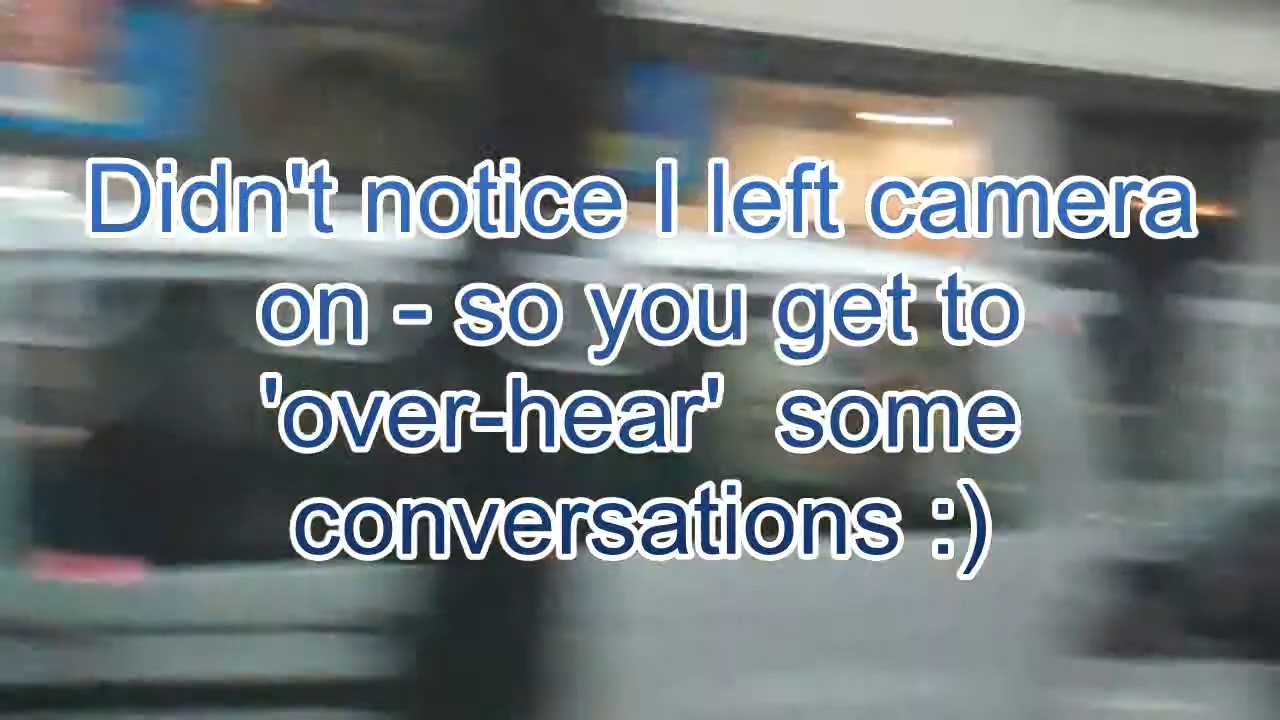 Didn't notice I left camera
on - so you get to
'over-hear'  some
conversations :)